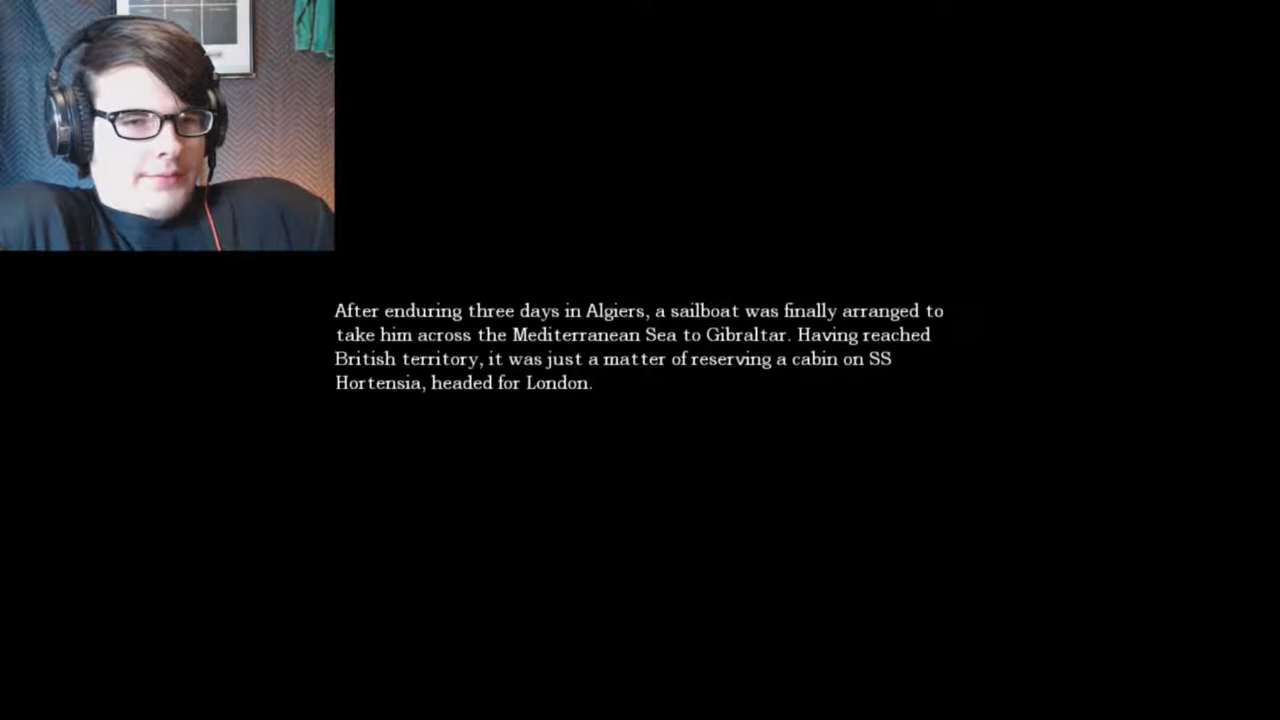 After enduring three days in Algiers, a sailboat was finally arranged to
take him across the Mediterranean Sea to Gibraltar. Having reached
British territory, it was just a matter of reserving a cabin on SS
Hortensia, headed for London.